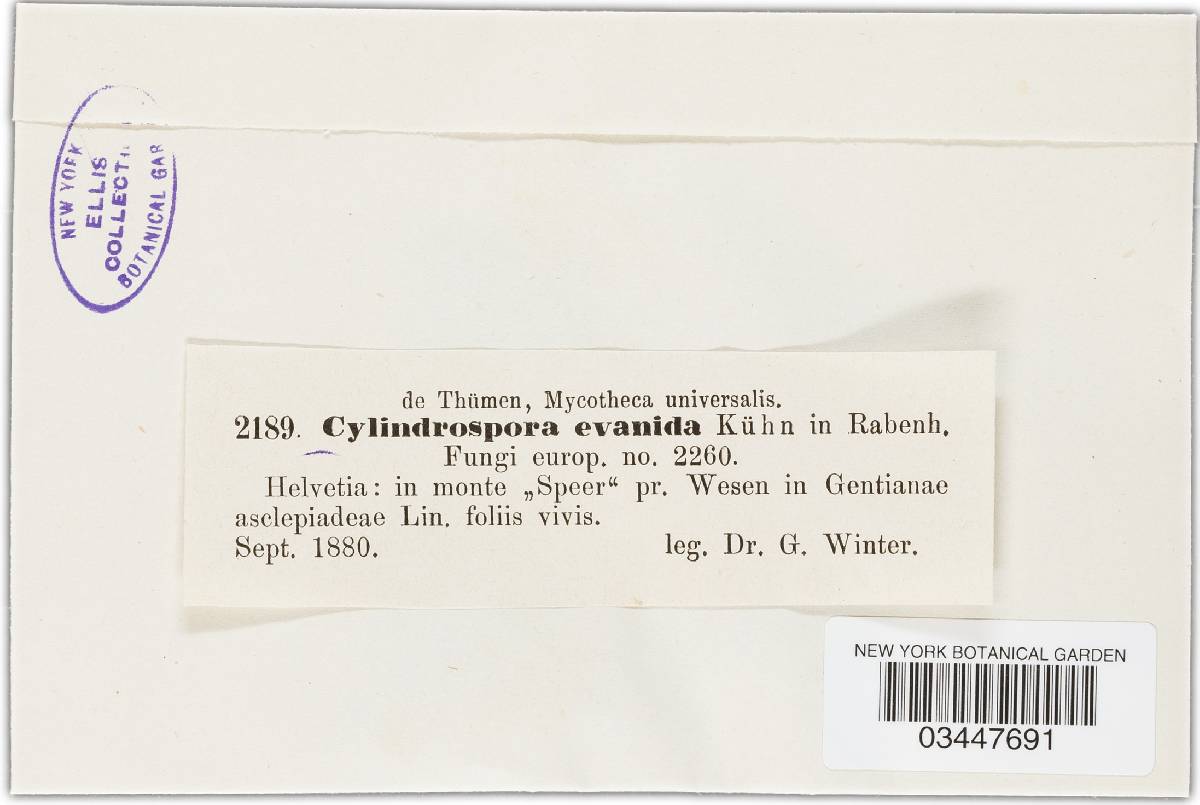 NEW YORK
ELLIS
BOTANICAL
de Thümen, Mycotheca universalis.
2189. Cylindrospora evanida Kühn in Rabenh.
Fungi europ. no. 2260.
Helvetia: in monte „Speer“ pr. Wesen in Gentianae
asclepiadeae Lin. foliis vivis.
Sept. 1880. leg. Dr. G. Winter.
NEW YORK BOTANICAL GARDEN
03447691